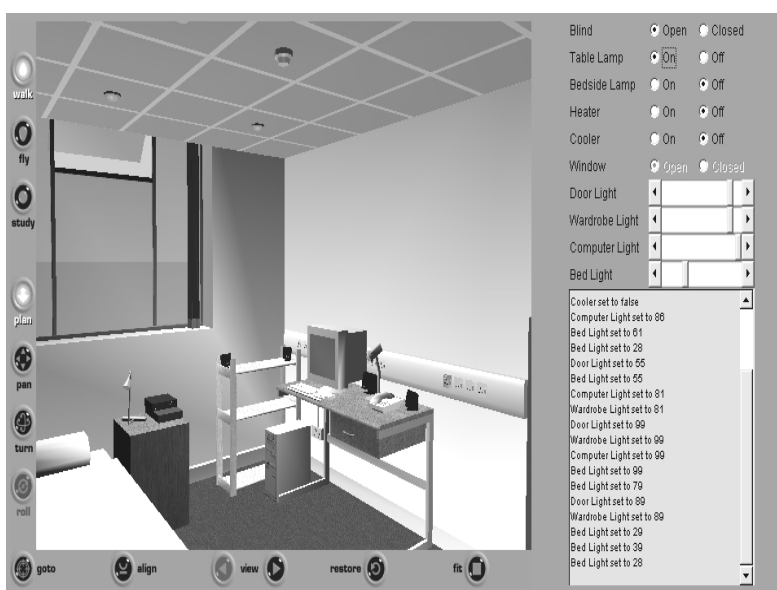 walk
fly
study
plan
pan
turn
roll
goto
align
view
restore
fit
Blind Open Closed
Table Lamp On Off
Bedside Lamp On Off
Heater On Off
Cooler On Off
Window Open Closed
Door Light
Wardrobe Light
Computer Light
Bed Light
Cooler set to false
Computer Light set to 86
Bed Light set to 61
Bed Light set to 28
Door Light set to 55
Bed Light set to 55
Computer Light set to 81
Wardrobe Light set to 81
Door Light set to 99
Wardrobe Light set to 99
Computer Light set to 99
Bed Light set to 99
Bed Light set to 79
Door Light set to 89
Wardrobe Light set to 89
Bed Light set to 29
Bed Light set to 39
Bed Light set to 28